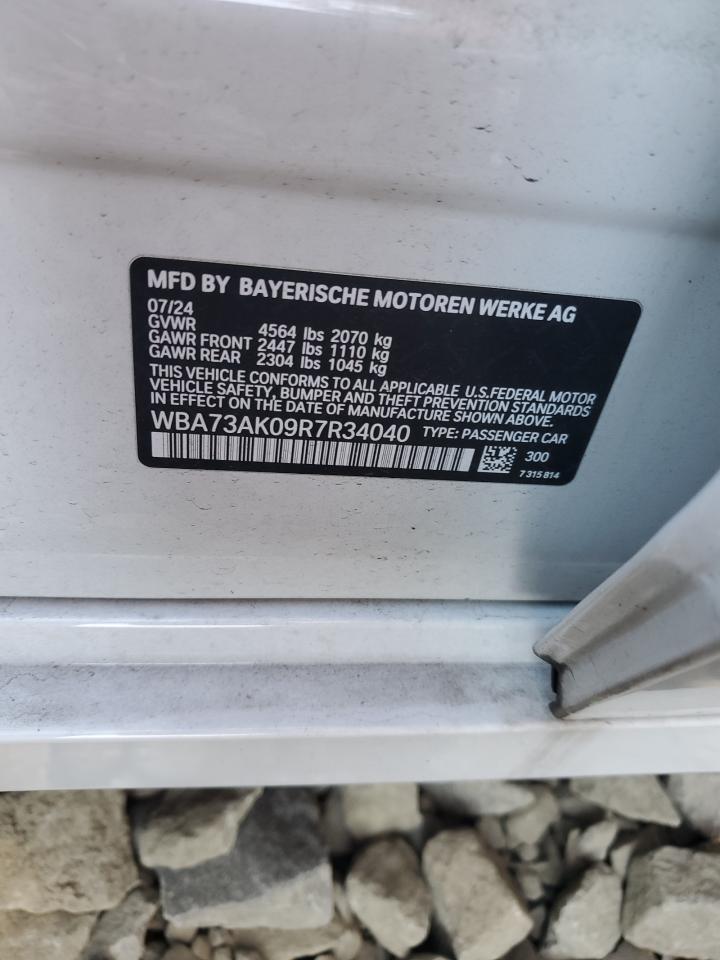 MFD BY BAYERISCHE MOTOREN WERKE AG
07/24
GVWR 4564 lbs 2070 kg
GAWR FRONT 2447 lbs 1110 kg
GAWR REAR 2304 lbs 1045 kg
THIS VEHICLE CONFORMS TO ALL APPLICABLE U.S.FEDERAL MOTOR
VEHICLE SAFETY, BUMPER AND THEFT PREVENTION STANDARDS
IN EFFECT ON THE DATE OF MANUFACTURE SHOWN ABOVE.
WBA73AK09R7R34040 TYPE: PASSENGER CAR
300
7 315 814